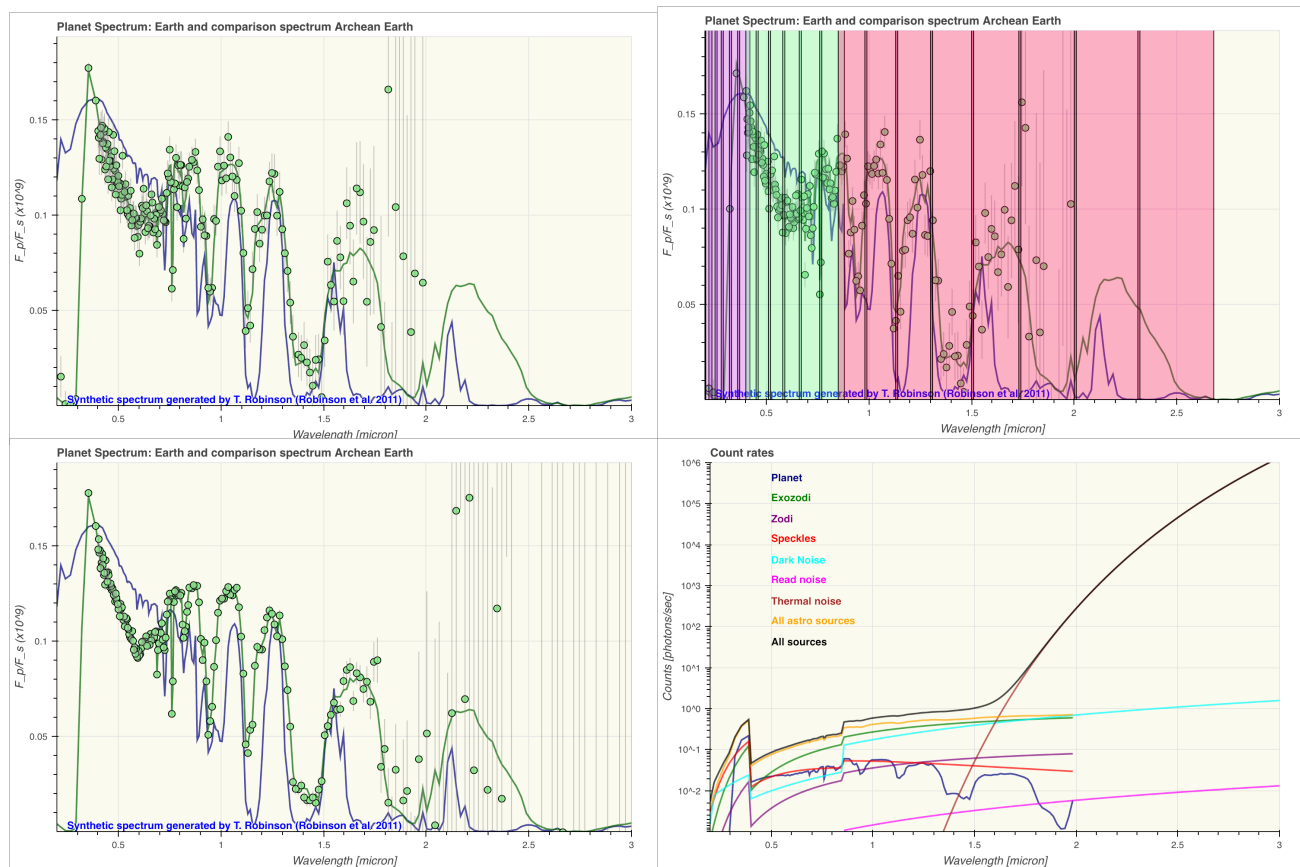 Planet Spectrum: Earth and comparison spectrum Archean Earth
0.15
0.1
0.05
F_p/F_s (x10^9)
Synthetic spectrum generated by T. Robinson (Robinson et al. 2011)
0.5 1 1.5 2 2.5 3
Wavelength [micron]
Planet Spectrum: Earth and comparison spectrum Archean Earth
0.15
0.1
0.05
F_p/F_s (x10^9)
Synthetic spectrum generated by T. Robinson (Robinson et al. 2011)
0.5 1 1.5 2 2.5 3
Wavelength [micron]
Planet Spectrum: Earth and comparison spectrum Archean Earth
0.15
0.1
0.05
F_p/F_s (x10^9)
Synthetic spectrum generated by T. Robinson (Robinson et al. 2011)
0.5 1 1.5 2 2.5 3
Wavelength [micron]
Count rates
10^6
10^5
10^4
10^3
10^2
10^1
10^0
10^-1
10^-2
Counts [photons/sec]
Planet
Exozodi
Zodi
Speckles
Dark Noise
Read noise
Thermal noise
All astro sources
All sources
0.5 1 1.5 2 2.5 3
Wavelength [micron]